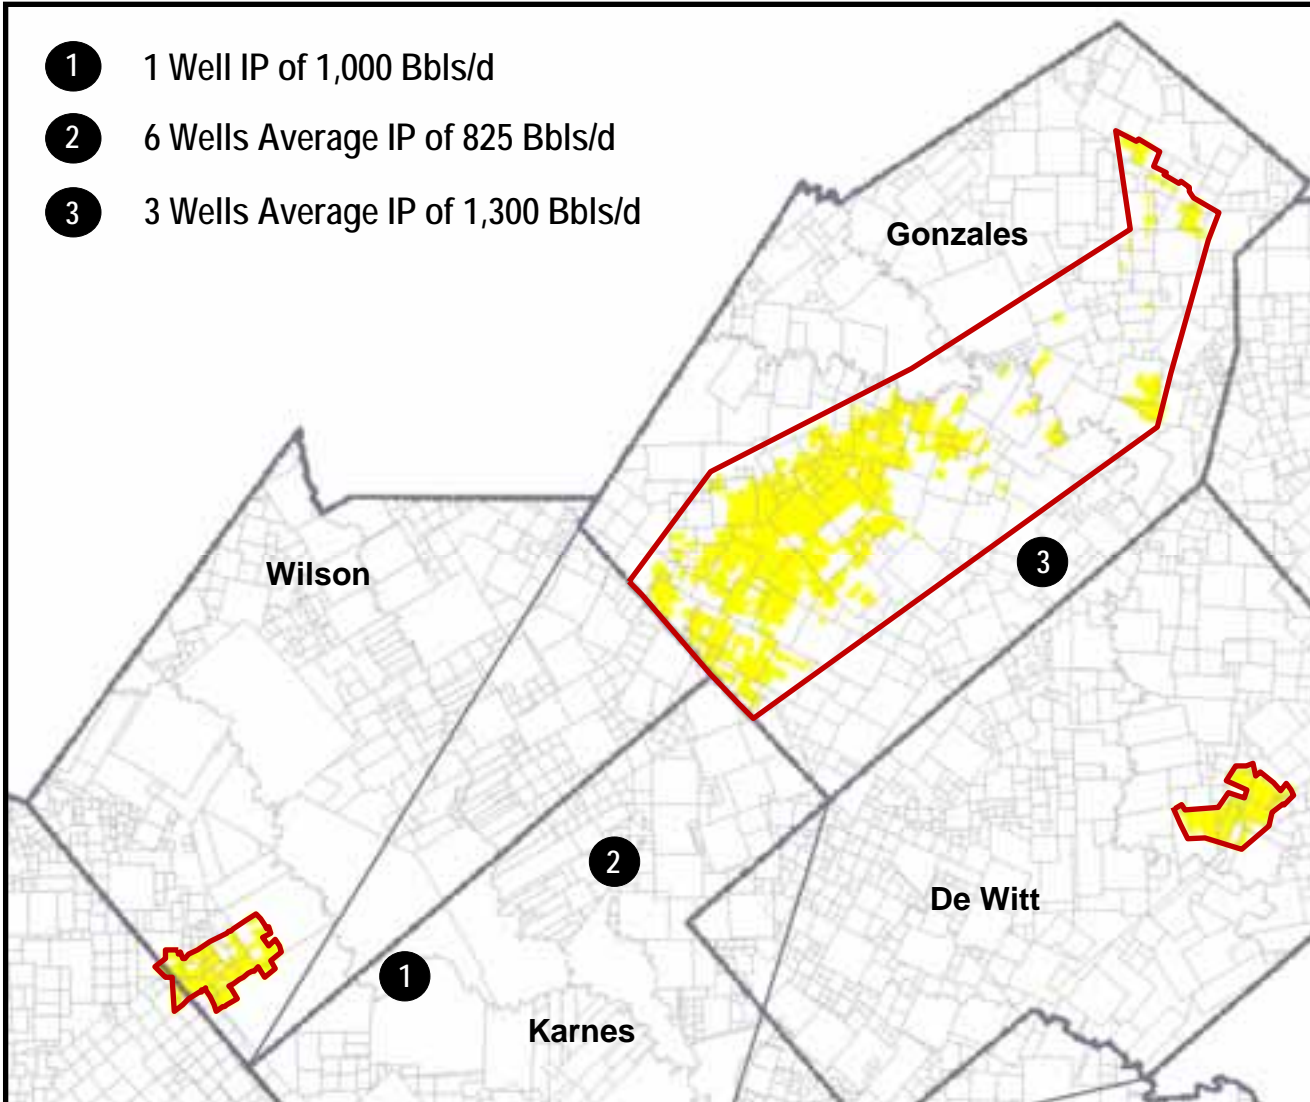 1 1 Well IP of 1,000 Bbls/d
2 6 Wells Average IP of 825 Bbls/d
3 3 Wells Average IP of 1,300 Bbls/d
Gonzales
3
Wilson
2
De Witt
1
Karnes